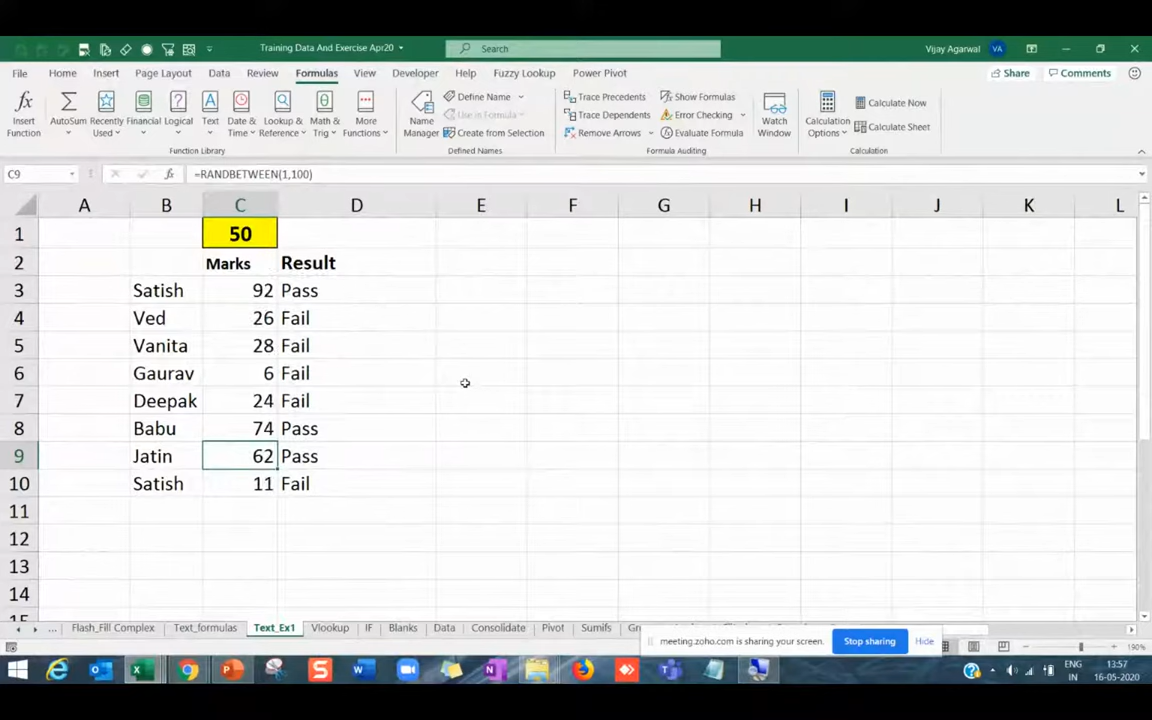 Training Data And Exercise Apr20
Search
Vijay Agarwal
VA
File
Home
Insert
Page Layout
Data
Review
Formulas
View
Developer
Help
Fuzzy Lookup
Power Pivot
Share
Comments
Insert Function
AutoSum
Recently Used
Financial
Logical
Text
Date & Time
Lookup & Reference
Math & Trig
More Functions
Function Library
Name Manager
Define Name
Use in Formula
Create from Selection
Defined Names
Trace Precedents
Trace Dependents
Remove Arrows
Show Formulas
Error Checking
Evaluate Formula
Formula Auditing
Watch Window
Calculation Options
Calculate Now
Calculate Sheet
Calculation
C9
fx
=RANDBETWEEN(1,100)
A B C D E F G H I J K L
1 50
2 Marks Result
3 Satish 92 Pass
4 Ved 26 Fail
5 Vanita 28 Fail
6 Gaurav 6 Fail
7 Deepak 24 Fail
8 Babu 74 Pass
9 Jatin 62 Pass
10 Satish 11 Fail
11
12
13
14
15
... Flash_Fill Complex Text_formulas Text_Ex1 Vlookup IF Blanks Data Consolidate Pivot Sumifs
meeting.zoho.com is sharing your screen.
Stop sharing
Hide
190%
ENG
IN
13:57
16-05-2020